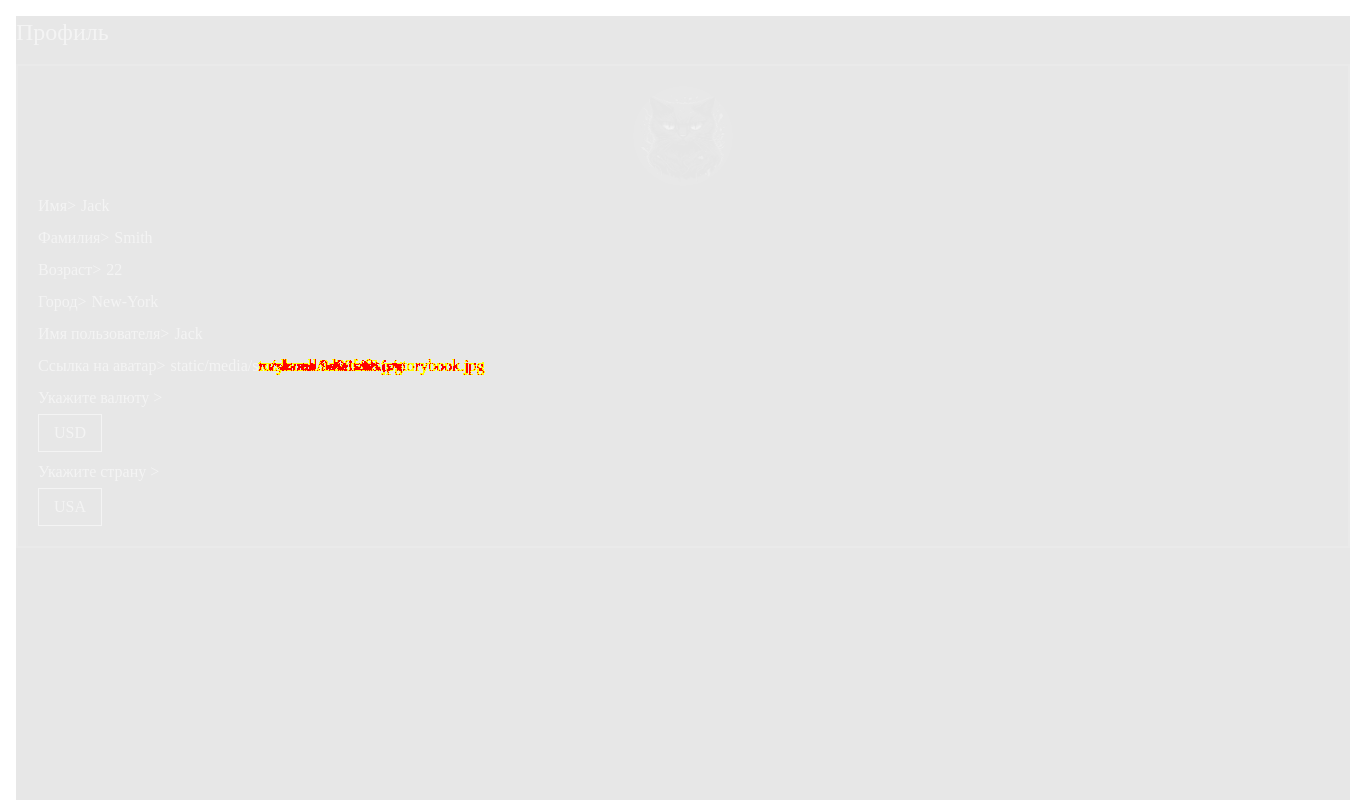 Профиль
Имя> Jack
Фамилия> Smith
Возраст> 22
Город> New-York
Имя пользователя> Jack
Ссылка на аватар> static/media/
Укажите валюту >
USD
Укажите страну >
USA